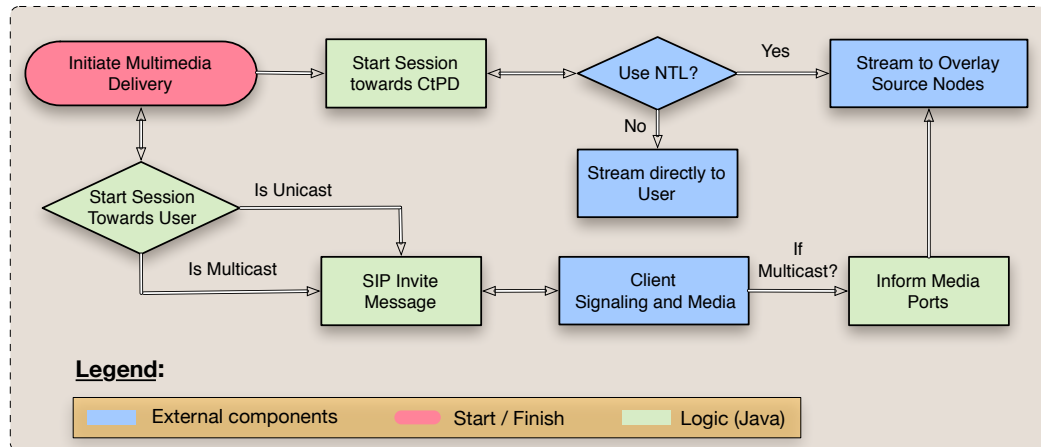 Initiate Multimedia
Delivery
Start Session
towards CtPD
Use NTL?
Yes
Stream to Overlay
Source Nodes
No
Stream directly to
User
Start Session
Towards User
Is Unicast
Is Multicast
SIP Invite
Message
Client
Signaling and Media
If
Multicast?
Inform Media
Ports
Legend:
External components
Start / Finish
Logic (Java)